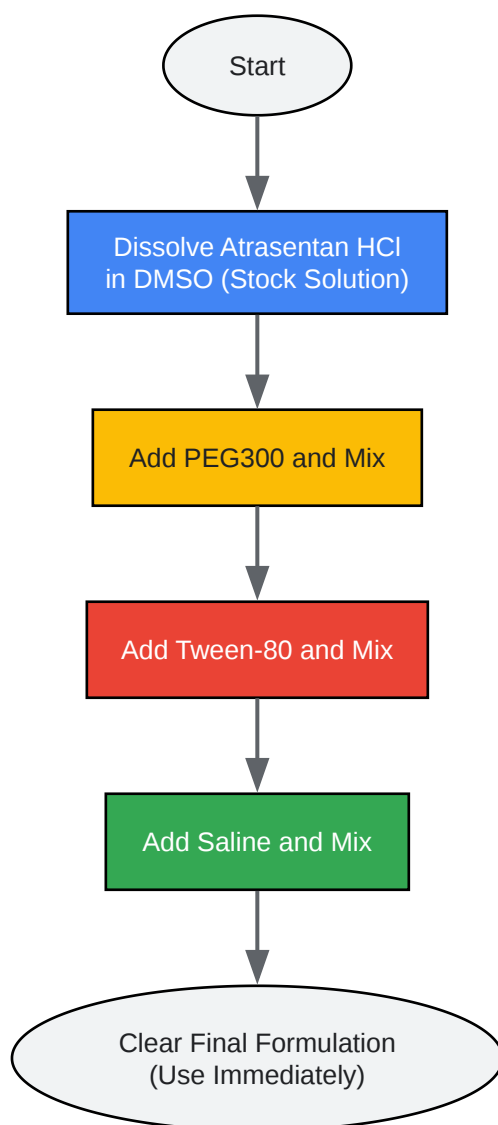 Start
Dissolve Atrasentan HCl
in DMSO (Stock Solution)
Add PEG300 and Mix
Add Tween-80 and Mix
Add Saline and Mix
Clear Final Formulation
(Use Immediately)